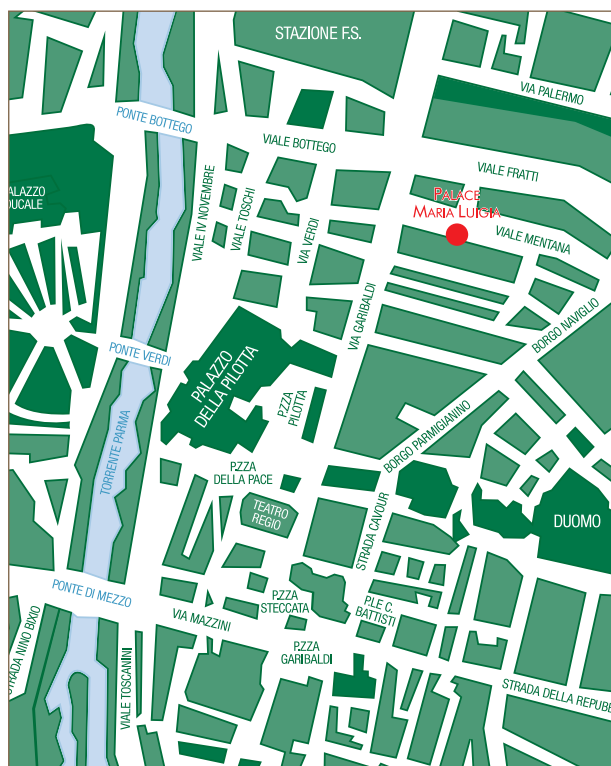 STAZIONE F.S.
VIA PALERMO
PONTE BOTTEGO
VIALE BOTTEGO
VIALE FRATTI
ALAZZO
DUCALE
PALACE
MARIA LUIGIA
VIALE MENTANA
VIALE IV NOVEMBRE
VIALE TOSCHI
VIA VERDI
VIA GARIBALDI
BORGO NAVIGLIO
PONTE VERDI
PALAZZO
DELLA PILOTTA
P.ZZA
PILOTTA
BORGO PARMIGIANINO
TORRENTE PARMA
P.ZZA
DELLA PACE
TEATRO
REGIO
STRADA CAVOUR
DUOMO
PONTE DI MEZZO
P.ZZA
STECCATA
P.LE C.
BATTISTI
VIA MAZZINI
P.ZZA
GARIBALDI
STRADA NINO BIXIO
VIALE TOSCANINI
STRADA DELLA REPUBB